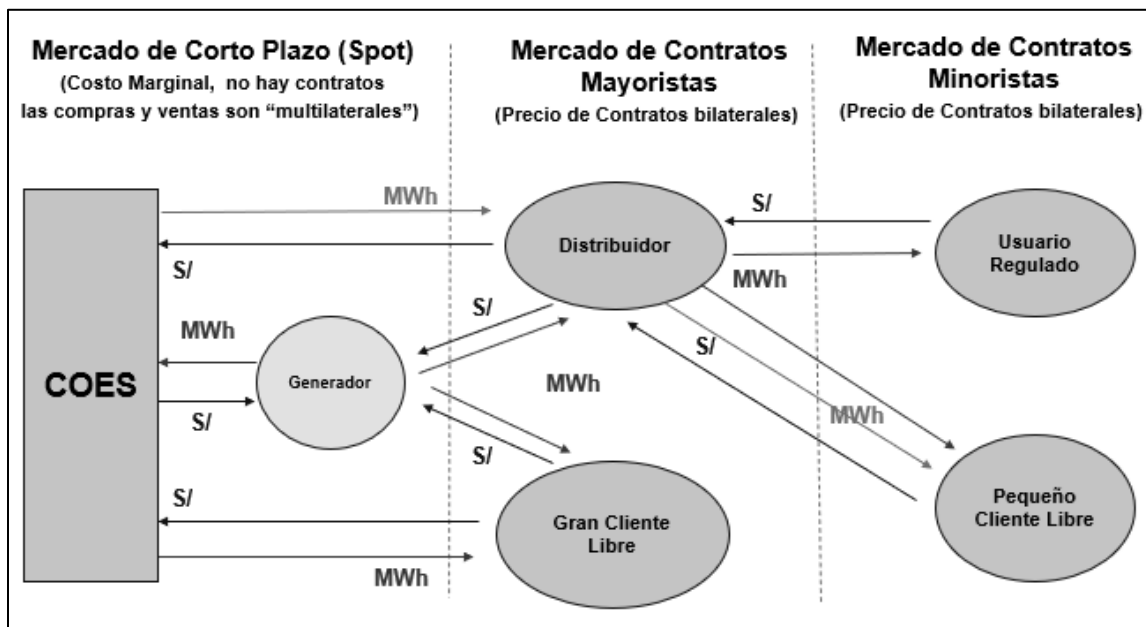 Mercado de Corto Plazo (Spot)
(Costo Marginal, no hay contratos
las compras y ventas son “multilaterales”)
Mercado de Contratos
Mayoristas
(Precio de Contratos bilaterales)
Mercado de Contratos
Minoristas
(Precio de Contratos bilaterales)
MWh
S/
Distribuidor
S/
MWh
Usuario
Regulado
MWh
S/
COES
Generador
S/
MWh
S/
S/
MWh
S/
Gran Cliente
Libre
MWh
Pequeño
Cliente Libre